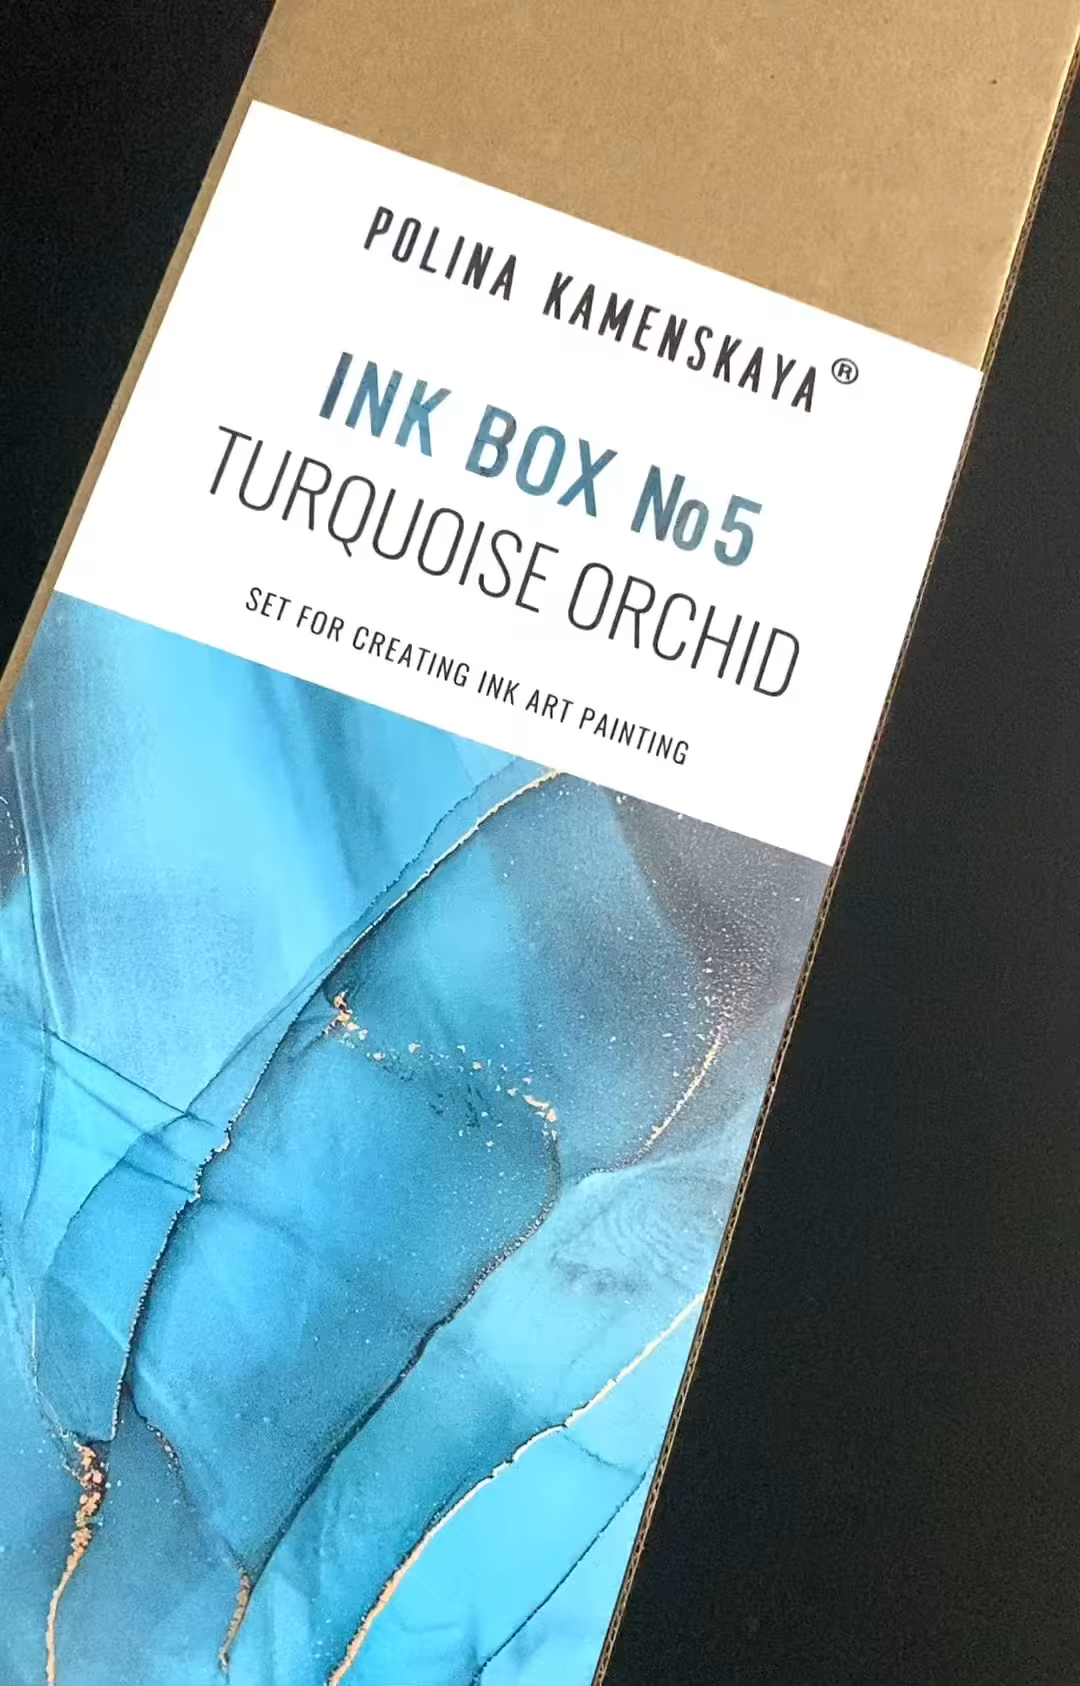 POLINA KAMENSKAYA®
INK BOX №5
TURQUOISE ORCHID
SET FOR CREATING INK ART PAINTING